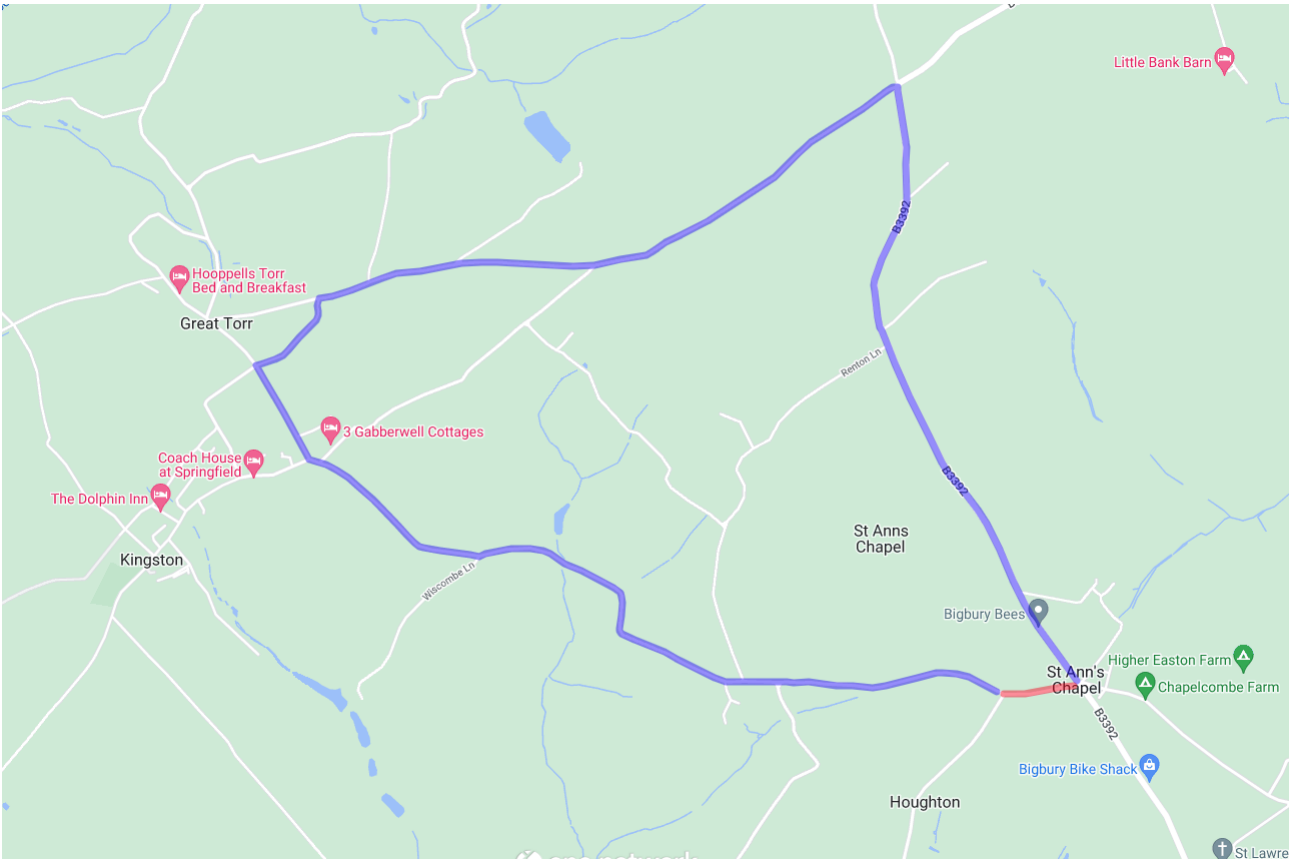 Little Bank Barn
B3392
Hooppells Torr
Bed and Breakfast
Great Torr
Renton Ln
3 Gabberwell Cottages
Coach House
at Springfield
The Dolphin Inn
B3392
St Anns
Chapel
Kingston
Wiscombe Ln
Bigbury Bees
Higher Easton Farm
St Ann's
Chapel
Chapelcombe Farm
B3392
Bigbury Bike Shack
Houghton